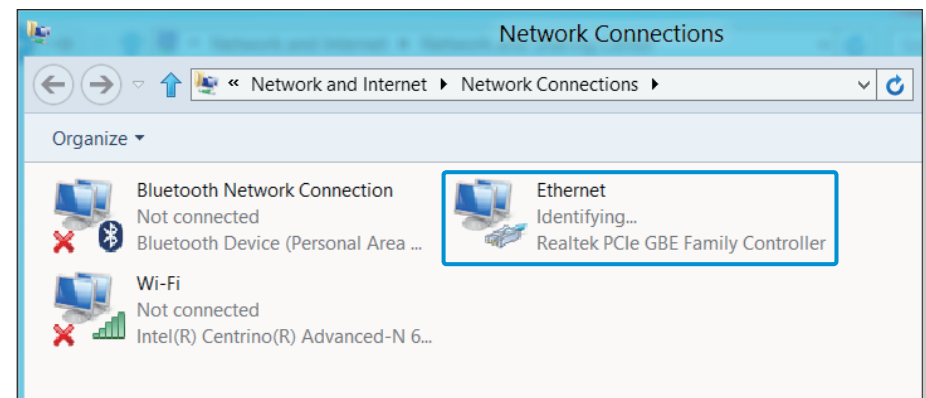 Network Connections
« Network and Internet Network Connections
Organize
Bluetooth Network Connection
Not connected
Bluetooth Device (Personal Area ...
Ethernet
Identifying...
Realtek PCIe GBE Family Controller
Wi-Fi
Not connected
Intel(R) Centrino(R) Advanced-N 6...